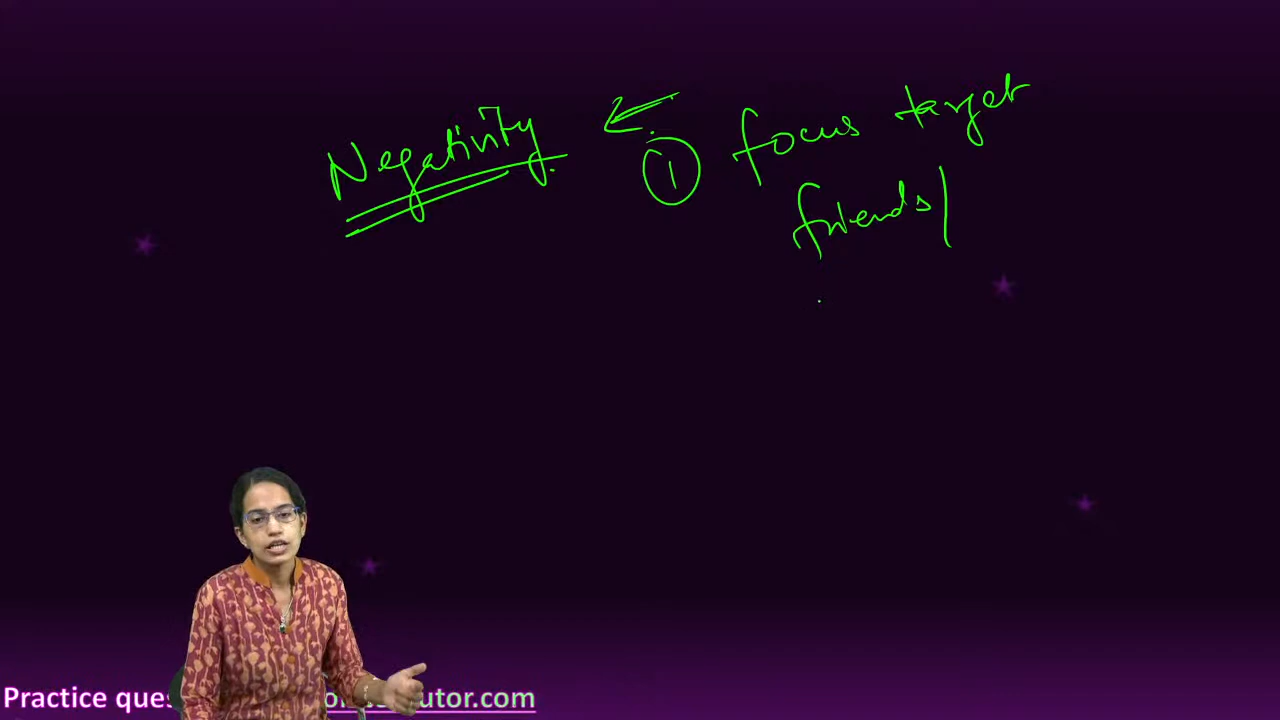 Negativity.
① focus target
friends/
Practice ques
utor.com